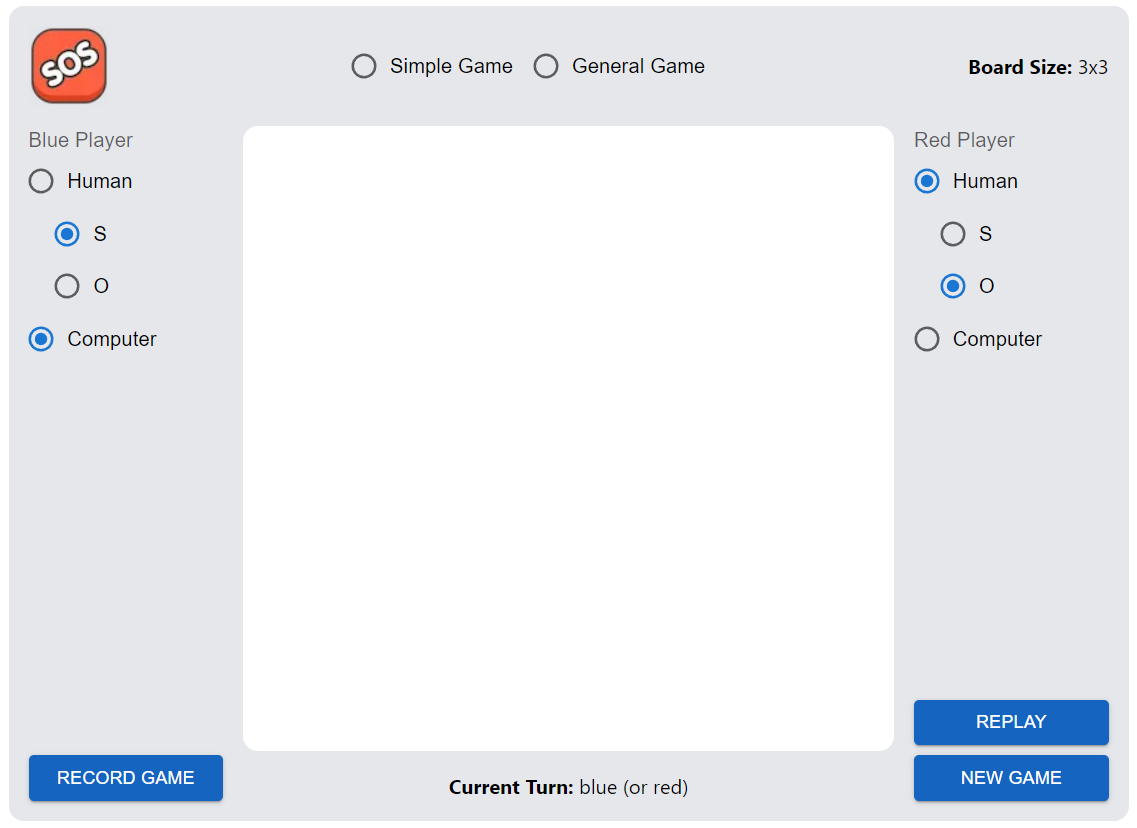 SOS
Simple Game General Game
Board Size: 3x3
Blue Player
Human
S
O
Computer
Red Player
Human
S
O
Computer
REPLAY
RECORD GAME
Current Turn: blue (or red)
NEW GAME